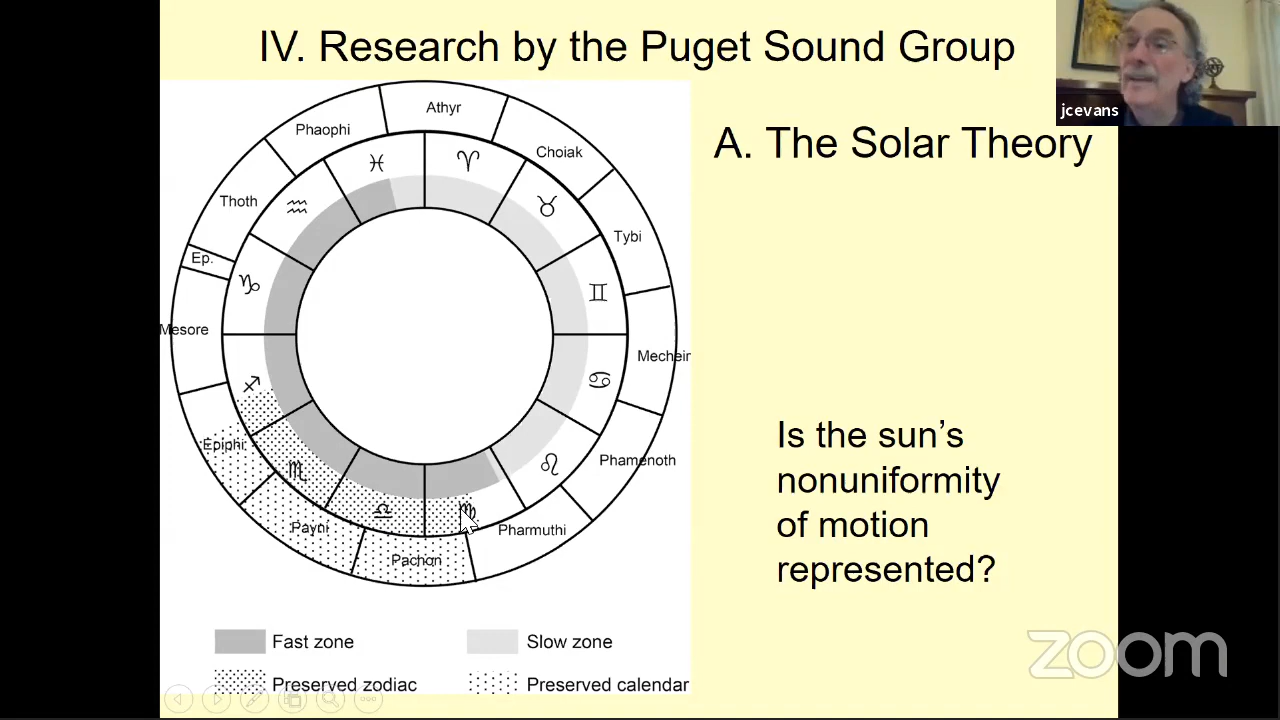 IV. Research by the Puget Sound Group
jcevans
A. The Solar Theory
Athyr
Phaophi
Choiak
♓
♈
Thoth
♒
♉
Tybi
Ep.
♑
♊
Mesore
Mecheir
♐
♋
Epiphi
♏
♌
Phamenoth
♎
♍
Payni
Pharmuthi
Pachon
Is the sun’s
nonuniformity
of motion
represented?
Fast zone
Slow zone
Preserved zodiac
Preserved calendar
zoom